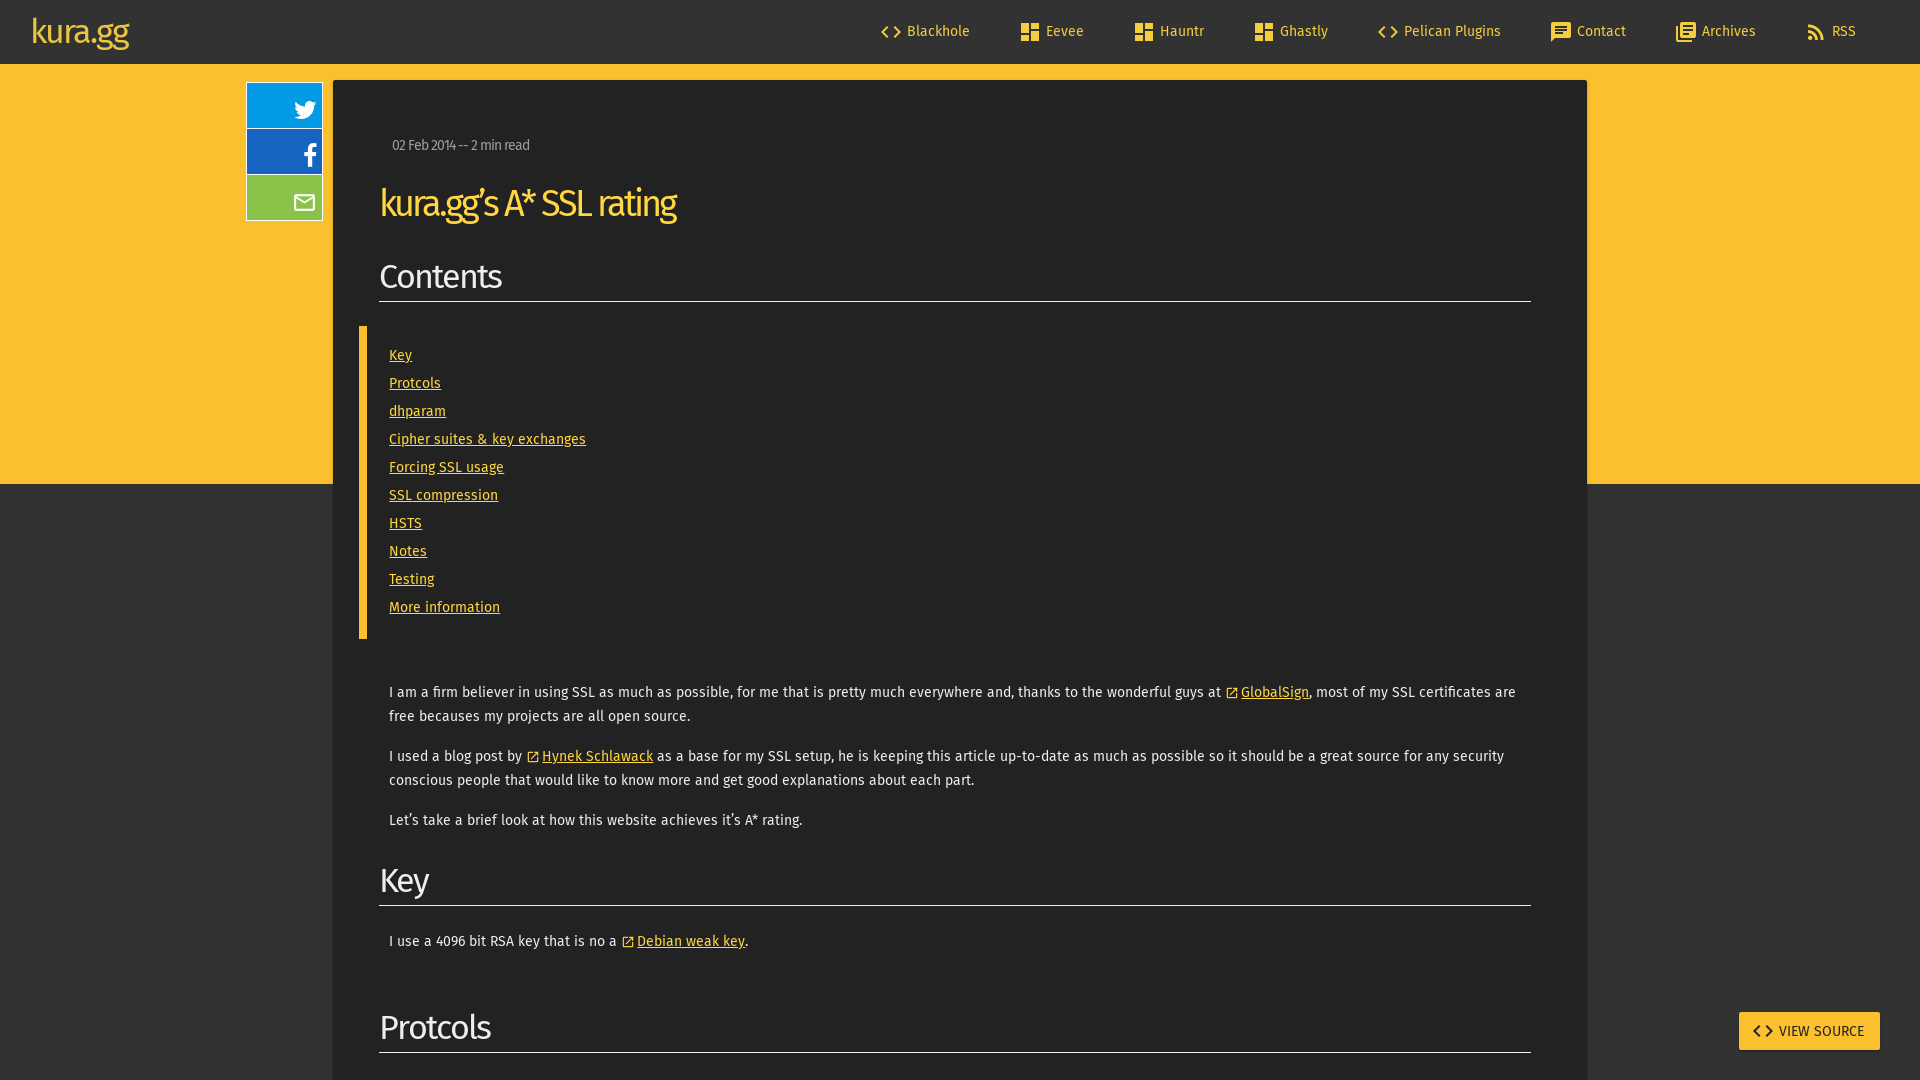 kura.gg
Blackhole
Eevee
Hauntr
Ghastly
Pelican Plugins
Contact
Archives
RSS
02 Feb 2014 -- 2 min read
kura.gg’s A* SSL rating
Contents
Key
Protcols
dhparam
Cipher suites & key exchanges
Forcing SSL usage
SSL compression
HSTS
Notes
Testing
More information
I am a firm believer in using SSL as much as possible, for me that is pretty much everywhere and, thanks to the wonderful guys at GlobalSign, most of my SSL certificates are
free becauses my projects are all open source.
I used a blog post by Hynek Schlawack as a base for my SSL setup, he is keeping this article up-to-date as much as possible so it should be a great source for any security
conscious people that would like to know more and get good explanations about each part.
Let’s take a brief look at how this website achieves it’s A* rating.
Key
I use a 4096 bit RSA key that is no a Debian weak key.
Protcols
VIEW SOURCE